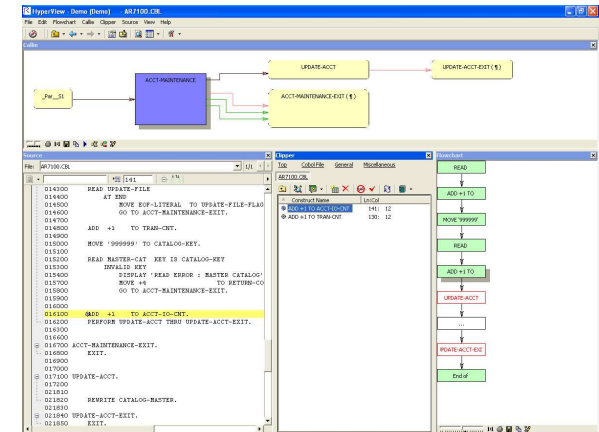 HyperView - Demo (Demo) - AR7100.CBL
File Edit Flowchart Callie Clipper Source View Help
Callie
_Par__S1
ACCT-MAINTENANCE
UPDATE-ACCT
UPDATE-ACCT-EXIT ( ¶ )
ACCT-MAINTENANCE-EXIT ( ¶ )
Source
File: AR7100.CBL
1/1
141
014300 READ UPDATE-FILE
014400 AT END
014500 MOVE EOF-LITERAL TO UPDATE-FILE-FLAG
014600 GO TO ACCT-MAINTENANCE-EXIT.
014700
014800 ADD +1 TO TRAN-CNT.
014900
015000 MOVE '999999' TO CATALOG-KEY.
015100
015200 READ MASTER-CAT KEY IS CATALOG-KEY
015300 INVALID KEY
015400 DISPLAY 'READ ERROR : MASTER CATALOG'
015700 MOVE +4 TO RETURN-CO
015800 GO TO ACCT-MAINTENANCE-EXIT.
015900
016000
016100 ADD +1 TO ACCT-IO-CNT.
016200 PERFORM UPDATE-ACCT THRU UPDATE-ACCT-EXIT.
016300
016600
016700 ACCT-MAINTENANCE-EXIT.
016800 EXIT.
016900
017000
017100 UPDATE-ACCT.
017200
021810
021820 REWRITE CATALOG-MASTER.
021830
021840 UPDATE-ACCT-EXIT.
021850 EXIT.
Clipper
Top Cobol File General Miscellaneous
AR7100.CBL
Construct Name Ln:Col
ADD +1 TO ACCT-IO-CNT 141: 12
ADD +1 TO TRAN-CNT 130: 12
Flowchart
READ
ADD +1 TO
MOVE '999999'
READ
ADD +1 TO
UPDATE-ACCT
...
UPDATE-ACCT-EXI
End of